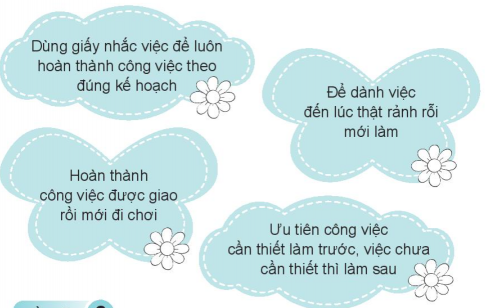 Dùng giấy nhắc việc để luôn
hoàn thành công việc theo
đúng kế hoạch
Để dành việc
đến lúc thật rảnh rỗi
mới làm
Hoàn thành
công việc được giao
rồi mới đi chơi
Ưu tiên công việc
cần thiết làm trước, việc chưa
cần thiết thì làm sau